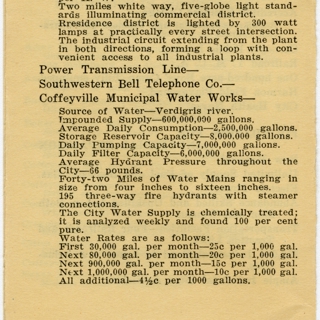 Two miles white way, five-globe light stand-
ards illuminating commercial district.
Rresidence district is lighted by 300 watt
lamps at practically every street intersection.
The industrial circuit extending from the plant
in both directions, forming a loop with con-
venient access to all industrial plants.
Power Transmission Line—
Southwestern Bell Telephone Co.—
Coffeyville Municipal Water Works—
Source of Water—Verdigris river.
Impounded Supply—600,000,000 gallons.
Average Daily Consumption—2,500,000 gallons.
Storage Reservoir Capacity—8,000,000 gallons.
Daily Pumping Capacity—7,000,000 gallons.
Daily Filter Capacity—6,000,000 gallons.
Average Hydrant Pressure throughout the
City—66 pounds.
Forty-two Miles of Water Mains ranging in
size from four inches to sixteen inches.
195 three-way fire hydrants with steamer
connections.
The City Water Supply is chemically treated;
it is analyzed weekly and found 100 per cent
pure.
Water Rates are as follows:
First 30,000 gal. per month—25c per 1,000 gal.
Next 80,000 gal. per month—20c per 1,000 gal.
Next 900,000 gal. per month—15c per 1,000 gal.
Next 1,000,000 gal. per month—10c per 1,000 gal.
All additional—4½c per 1000 gallons.